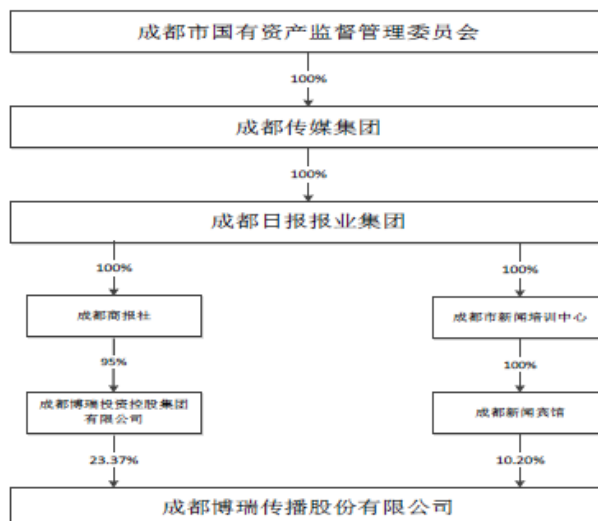 成都市国有资产监督管理委员会
100%
成都传媒集团
100%
成都日报报业集团
100%
100%
成都商报社
成都市新闻培训中心
95%
100%
成都博瑞投资控股集团
有限公司
成都新闻宾馆
23.37%
10.20%
成都博瑞传播股份有限公司